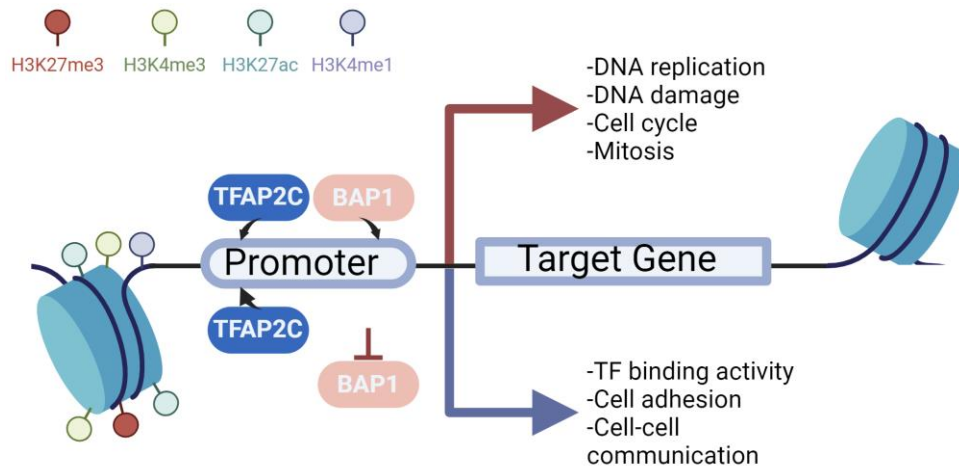 H3K27me3 H3K4me3 H3K27ac H3K4me1
-DNA replication
-DNA damage
-Cell cycle
-Mitosis
TFAP2C BAP1
Promoter
Target Gene
TFAP2C
BAP1
-TF binding activity
-Cell adhesion
-Cell-cell
communication